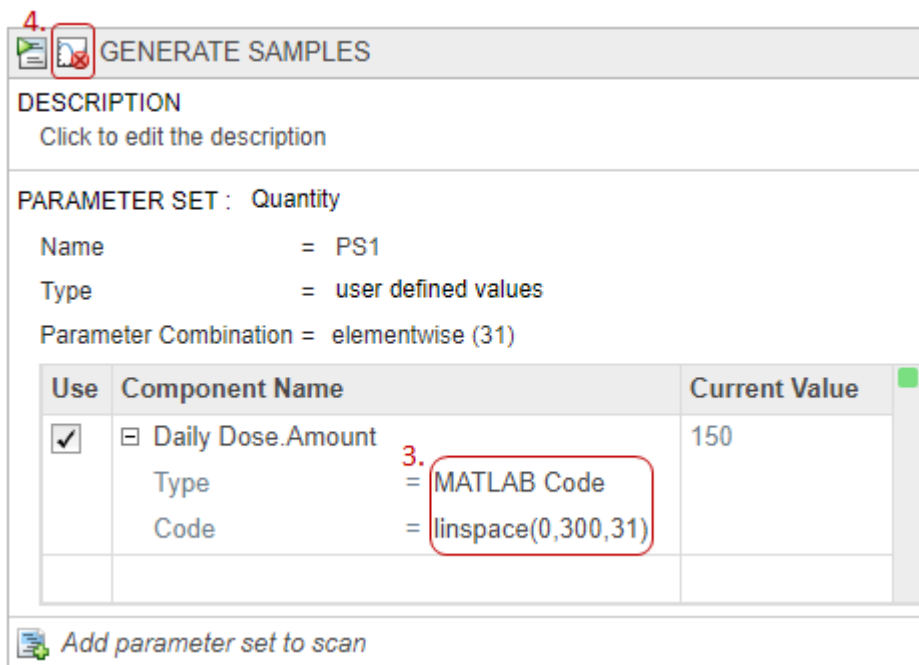 4.
GENERATE SAMPLES
DESCRIPTION
Click to edit the description
PARAMETER SET : Quantity
Name = PS1
Type = user defined values
Parameter Combination = elementwise (31)
Use Component Name Current Value
Daily Dose.Amount 150
3.
Type = MATLAB Code
Code = linspace(0,300,31)
Add parameter set to scan